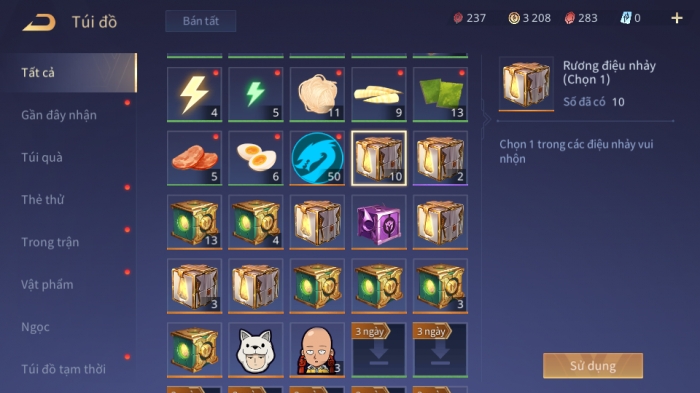 Túi đồ
Bán tất
237
3 208
283
0
Tất cả
Gần đây nhận
Túi quà
Thẻ thử
Trong trận
Vật phẩm
Ngọc
Túi đồ tạm thời
4
5
11
9
13
5
6
50
10
2
13
4
3
3
3
3
3 ngày
3 ngày
Rương điệu nhảy
(Chọn 1)
Số đã có 10
Chọn 1 trong các điệu nhảy vui
nhộn
Sử dụng